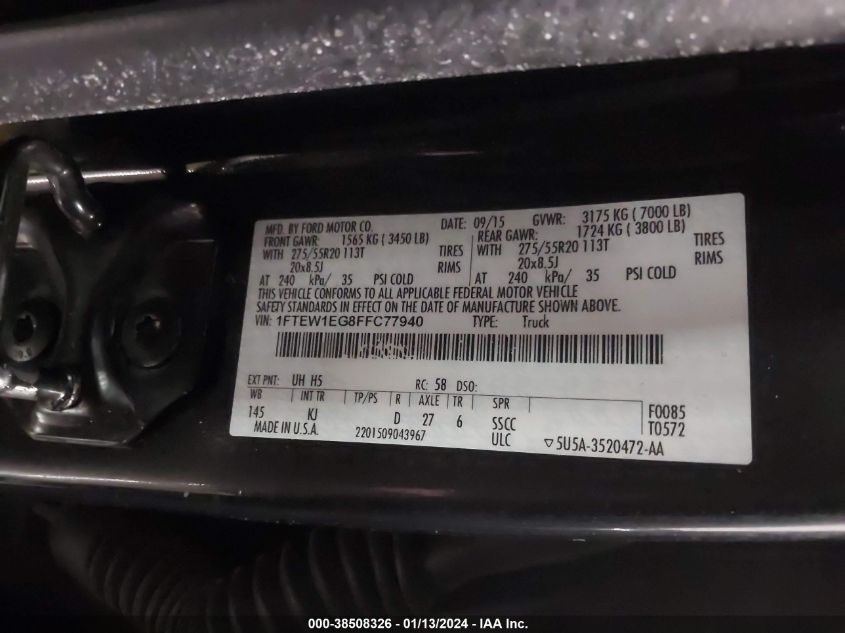 MFD. BY FORD MOTOR CO. DATE: 09/15 GVWR: 3175 KG ( 7000 LB)
FRONT GAWR: 1565 KG ( 3450 LB) REAR GAWR: 1724 KG ( 3800 LB)
WITH 275/55R20 113T TIRES WITH 275/55R20 113T TIRES
20x8.5J RIMS 20x8.5J RIMS
AT 240 kPa/ 35 PSI COLD AT 240 kPa/ 35 PSI COLD
THIS VEHICLE CONFORMS TO ALL APPLICABLE FEDERAL MOTOR VEHICLE
SAFETY STANDARDS IN EFFECT ON THE DATE OF MANUFACTURE SHOWN ABOVE.
VIN: 1FTEW1EG8FFC77940 TYPE: Truck
EXT PNT: UH H5 RC: 58 DSO:
WB INT TR TP/PS R AXLE TR SPR F0085
145 KJ D 27 6 SSCC T0572
MADE IN U.S.A. 2201509043967 ULC ▽5U5A-3520472-AA
000-38508326 / 01/13/2024 - IAA Inc.